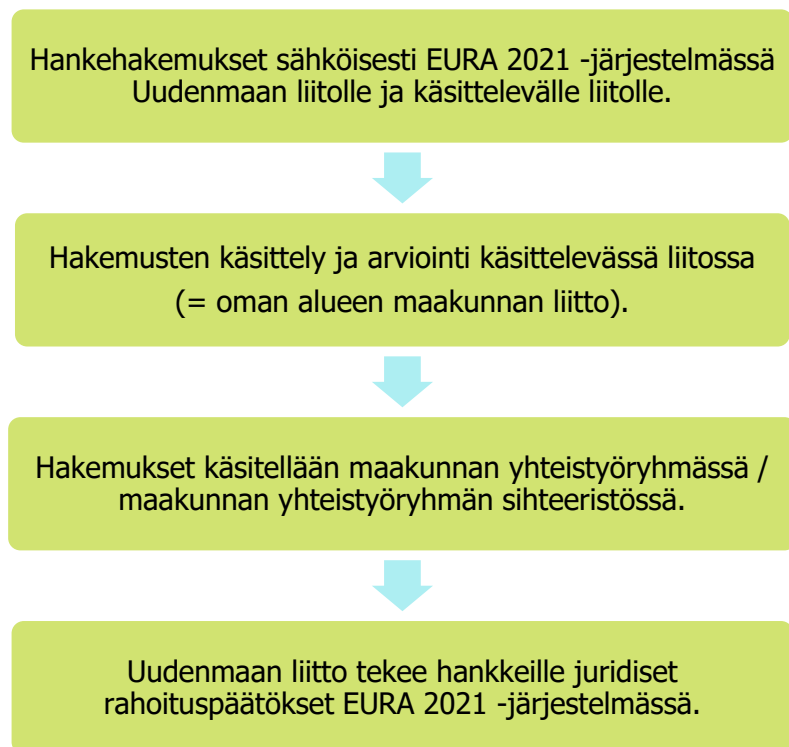 Hankehakemukset sähköisesti EURA 2021 -järjestelmässä
Uudenmaan liitolle ja käsittelevälle liitolle.
Hakemusten käsittely ja arviointi käsittelevässä liitossa
(= oman alueen maakunnan liitto).
Hakemukset käsitellään maakunnan yhteistyöryhmässä /
maakunnan yhteistyöryhmän sihteeristössä.
Uudenmaan liitto tekee hankkeille juridiset
rahoituspäätökset EURA 2021 -järjestelmässä.